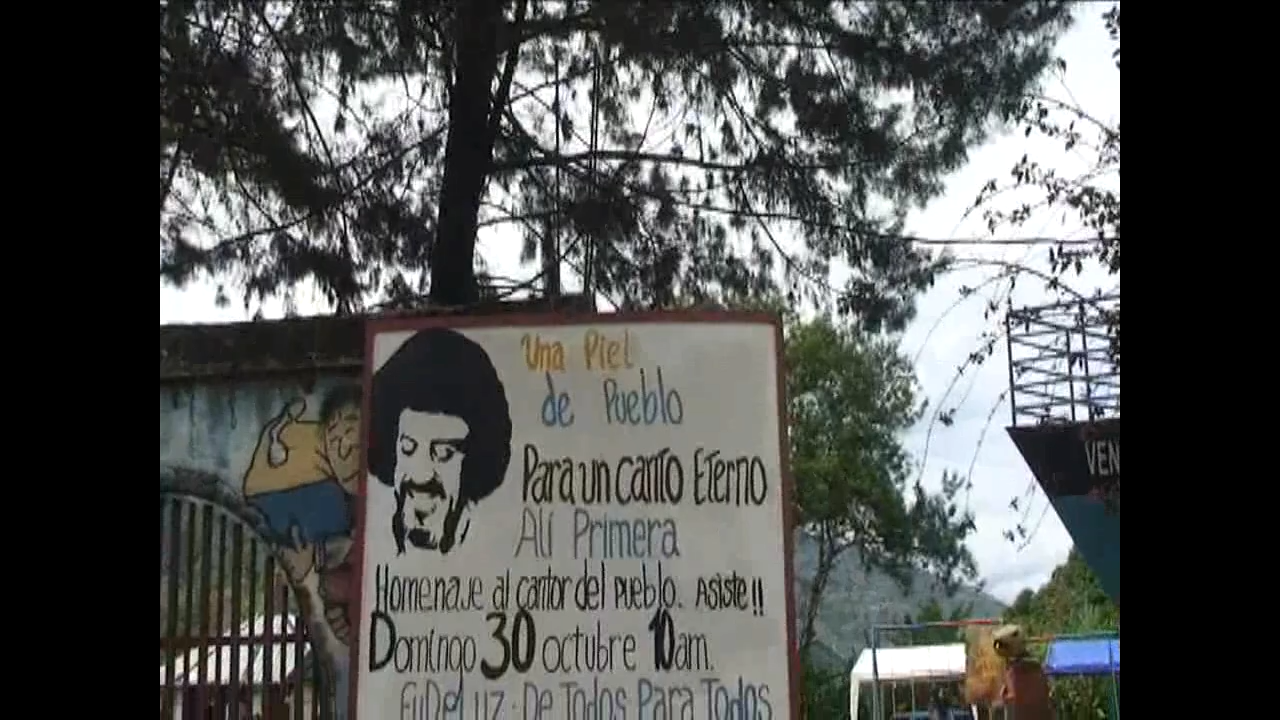 Una Piel
de Pueblo
Para un canto Eterno
Alí Primera
Homenaje al cantor del pueblo. Asiste!!
Domingo 30 octubre 10am.
De Todos Para Todos
VEN